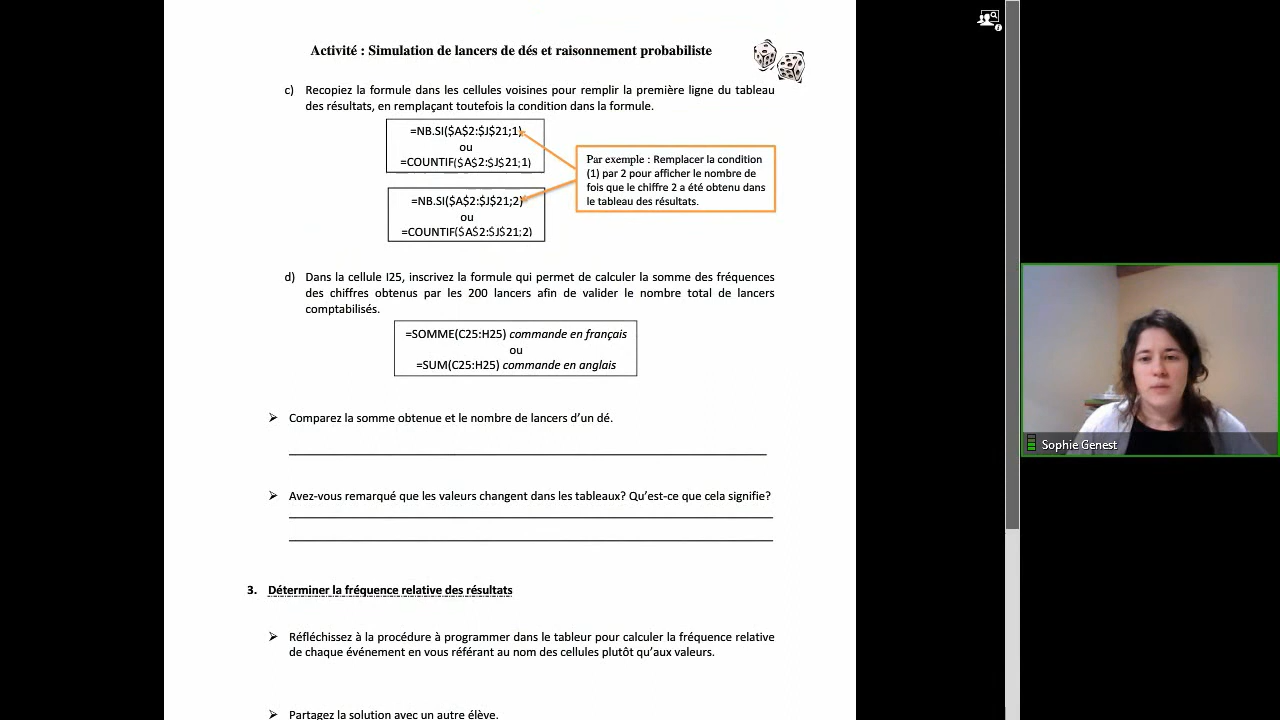 Activité : Simulation de lancers de dés et raisonnement probabiliste
c) Recopiez la formule dans les cellules voisines pour remplir la première ligne du tableau
des résultats, en remplaçant toutefois la condition dans la formule.
=NB.SI($A$2:$J$21;1)
ou
=COUNTIF($A$2:$J$21;1)
Par exemple : Remplacer la condition
(1) par 2 pour afficher le nombre de
fois que le chiffre 2 a été obtenu dans
le tableau des résultats.
=NB.SI($A$2:$J$21;2)
ou
=COUNTIF($A$2:$J$21;2)
d) Dans la cellule I25, inscrivez la formule qui permet de calculer la somme des fréquences
des chiffres obtenus par les 200 lancers afin de valider le nombre total de lancers
comptabilisés.
=SOMME(C25:H25) commande en français
ou
=SUM(C25:H25) commande en anglais
➢ Comparez la somme obtenue et le nombre de lancers d’un dé.
➢ Avez-vous remarqué que les valeurs changent dans les tableaux? Qu’est-ce que cela signifie?
3. Déterminer la fréquence relative des résultats
➢ Réfléchissez à la procédure à programmer dans le tableur pour calculer la fréquence relative
de chaque événement en vous référant au nom des cellules plutôt qu’aux valeurs.
➢ Partagez la solution avec un autre élève.
Sophie Genest